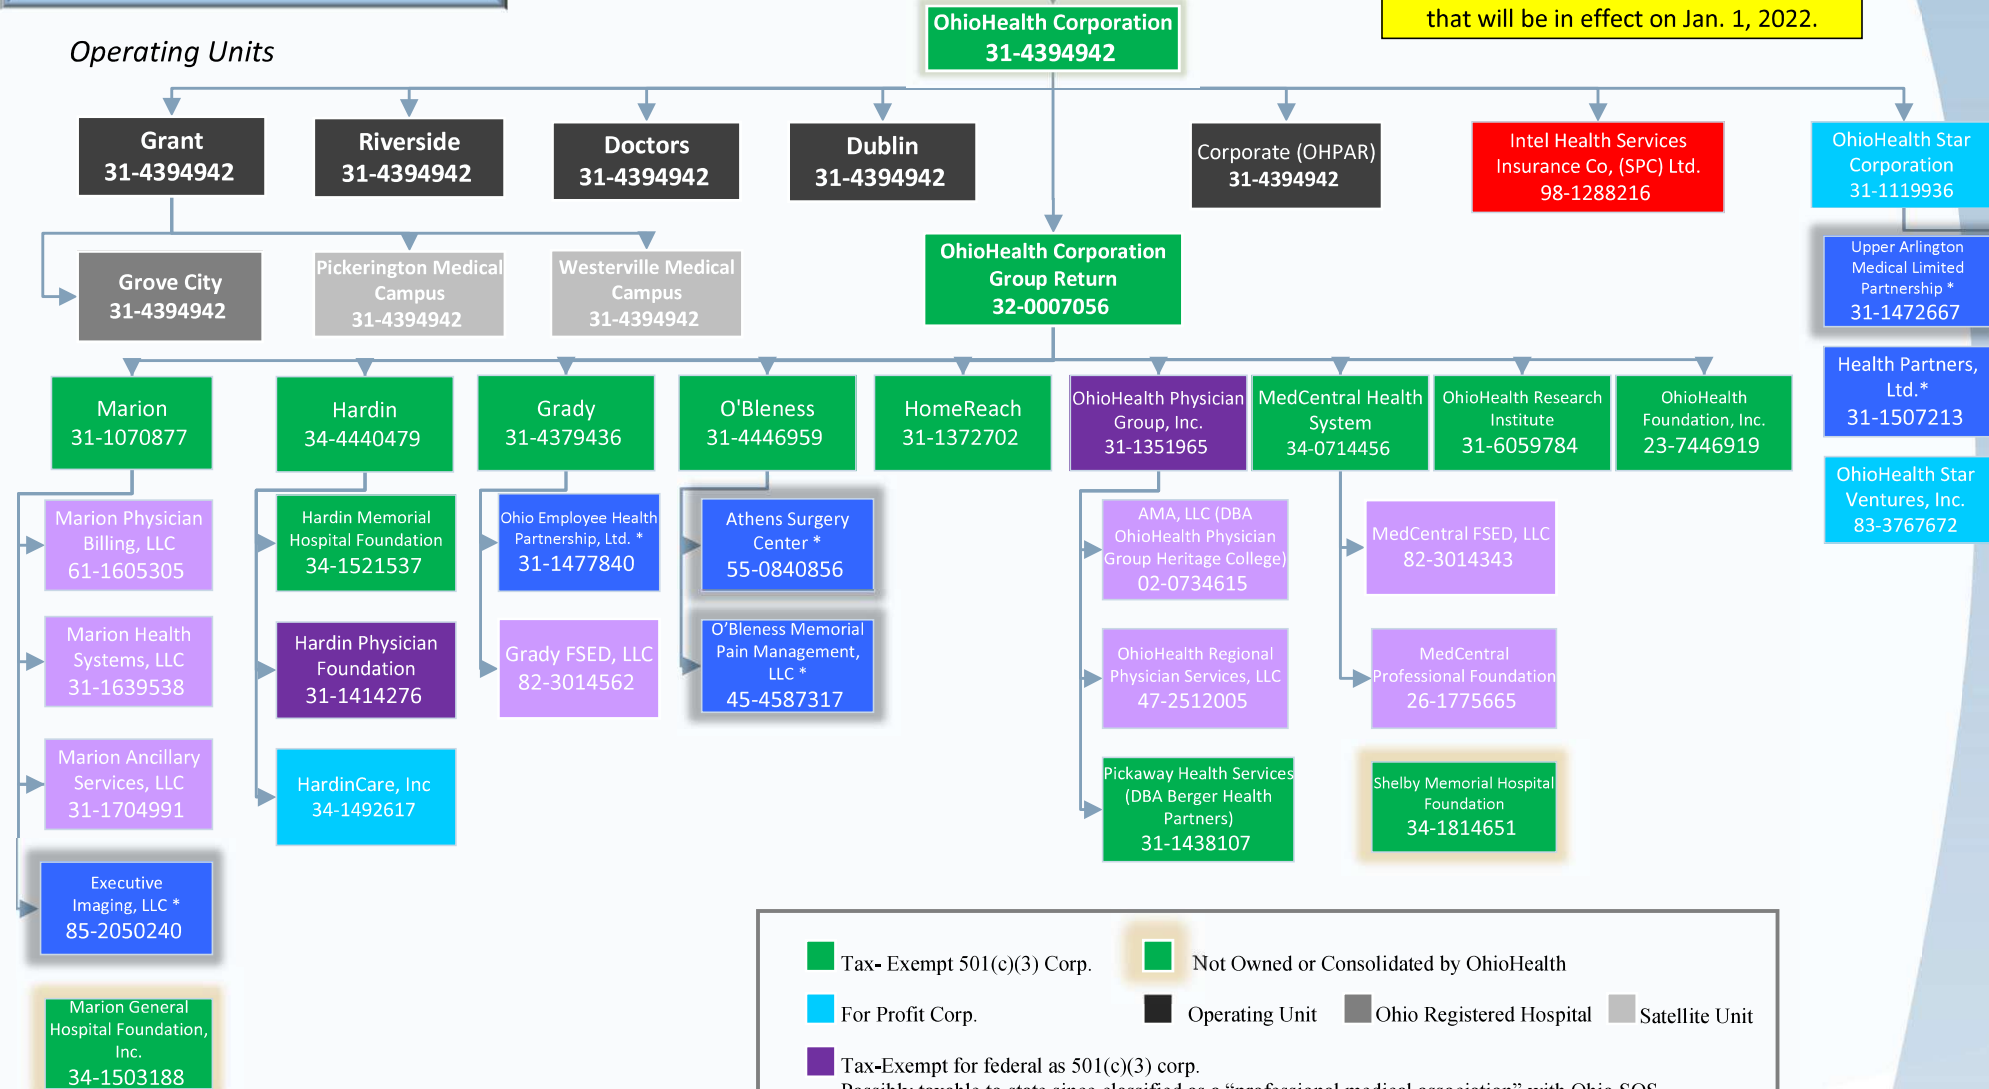 that will be in effect on Jan. 1, 2022.
OhioHealth Corporation
31-4394942
Operating Units
Grant
31-4394942
Riverside
31-4394942
Doctors
31-4394942
Dublin
31-4394942
Corporate (OHPAR)
31-4394942
Intel Health Services
Insurance Co, (SPC) Ltd.
98-1288216
OhioHealth Star
Corporation
31-1119936
Grove City
31-4394942
Pickerington Medical
Campus
31-4394942
Westerville Medical
Campus
31-4394942
OhioHealth Corporation
Group Return
32-0007056
Upper Arlington
Medical Limited
Partnership *
31-1472667
Health Partners,
Ltd.*
31-1507213
OhioHealth Star
Ventures, Inc.
83-3767672
Marion
31-1070877
Hardin
34-4440479
Grady
31-4379436
O'Bleness
31-4446959
HomeReach
31-1372702
OhioHealth Physician
Group, Inc.
31-1351965
MedCentral Health
System
34-0714456
OhioHealth Research
Institute
31-6059784
OhioHealth
Foundation, Inc.
23-7446919
Marion Physician
Billing, LLC
61-1605305
Marion Health
Systems, LLC
31-1639538
Marion Ancillary
Services, LLC
31-1704991
Executive
Imaging, LLC *
85-2050240
Marion General
Hospital Foundation,
Inc.
34-1503188
Hardin Memorial
Hospital Foundation
34-1521537
Hardin Physician
Foundation
31-1414276
HardinCare, Inc
34-1492617
Ohio Employee Health
Partnership, Ltd. *
31-1477840
Grady FSED, LLC
82-3014562
Athens Surgery
Center *
55-0840856
O’Bleness Memorial
Pain Management,
LLC *
45-4587317
AMA, LLC (DBA
OhioHealth Physician
Group Heritage College)
02-0734615
OhioHealth Regional
Physician Services, LLC
47-2512005
Pickaway Health Services
(DBA Berger Health
Partners)
31-1438107
MedCentral FSED, LLC
82-3014343
MedCentral
Professional Foundation
26-1775665
Shelby Memorial Hospital
Foundation
34-1814651
Tax- Exempt 501(c)(3) Corp.
Not Owned or Consolidated by OhioHealth
For Profit Corp.
Operating Unit
Ohio Registered Hospital
Satellite Unit
Tax-Exempt for federal as 501(c)(3) corp.
Possibly taxable to state since classified as a “professional medical association” with Ohio SOS